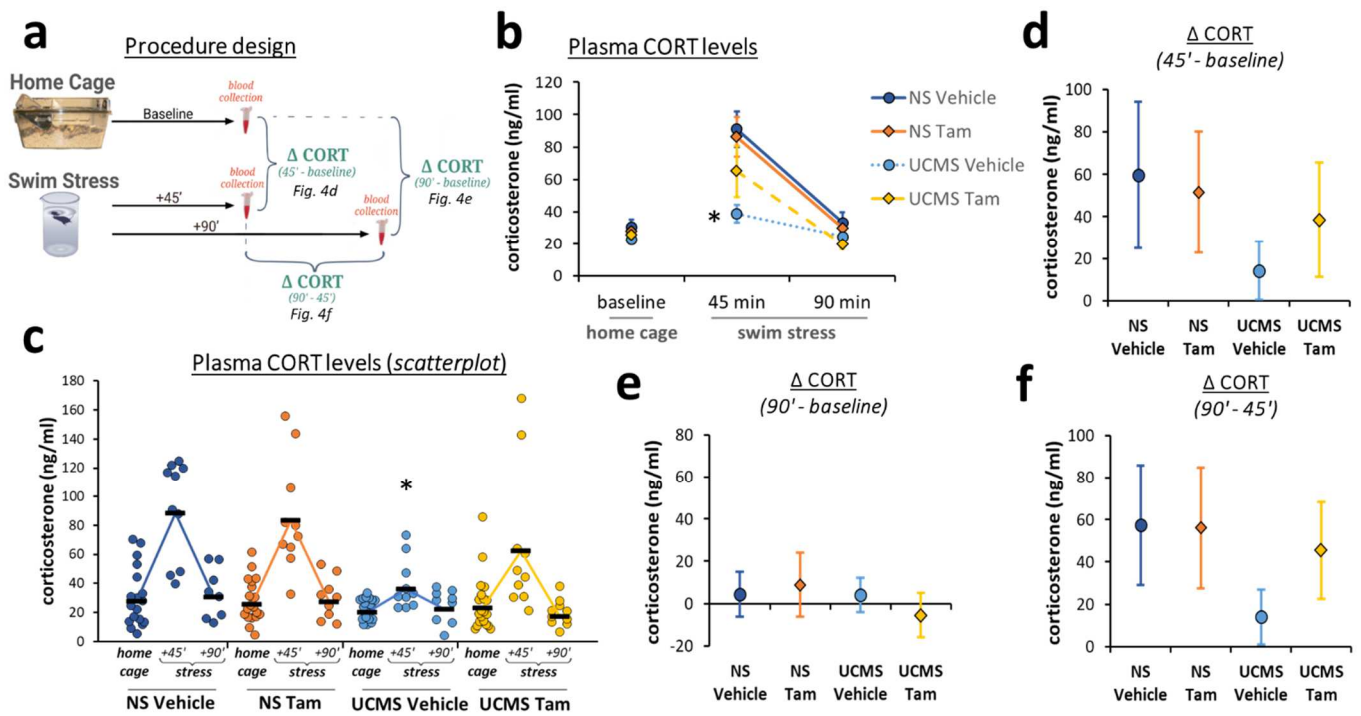 a
Procedure design
Home Cage
Baseline
blood
collection
Δ CORT
(45' - baseline)
Fig. 4d
Δ CORT
(90' - baseline)
Fig. 4e
Swim Stress
+45'
blood
collection
+90'
blood
collection
Δ CORT
(90' - 45')
Fig. 4f
b
Plasma CORT levels
corticosterone (ng/ml)
120
100
80
60
40
20
0
*
NS Vehicle
NS Tam
UCMS Vehicle
UCMS Tam
baseline
45 min
90 min
home cage
swim stress
c
Plasma CORT levels (scatterplot)
corticosterone (ng/ml)
180
160
140
120
100
80
60
40
20
0
*
home
cage
+45'
+90'
stress
home
cage
+45'
+90'
stress
home
cage
+45'
+90'
stress
home
cage
+45'
+90'
stress
NS Vehicle
NS Tam
UCMS Vehicle
UCMS Tam
d
Δ CORT
(45' - baseline)
corticosterone (ng/ml)
100
80
60
40
20
0
NS
Vehicle
NS
Tam
UCMS
Vehicle
UCMS
Tam
e
Δ CORT
(90' - baseline)
corticosterone (ng/ml)
80
60
40
20
0
-20
NS
Vehicle
NS
Tam
UCMS
Vehicle
UCMS
Tam
f
Δ CORT
(90' - 45')
corticosterone (ng/ml)
100
80
60
40
20
0
NS
Vehicle
NS
Tam
UCMS
Vehicle
UCMS
Tam